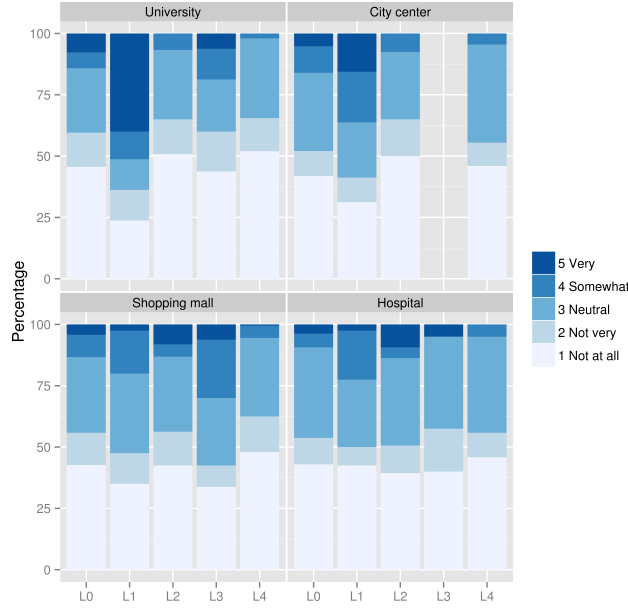 University
City center
100
75
50
25
0
Shopping mall
Hospital
100
75
50
25
0
L0 L1 L2 L3 L4
L0 L1 L2 L3 L4
Percentage
5 Very
4 Somewhat
3 Neutral
2 Not very
1 Not at all